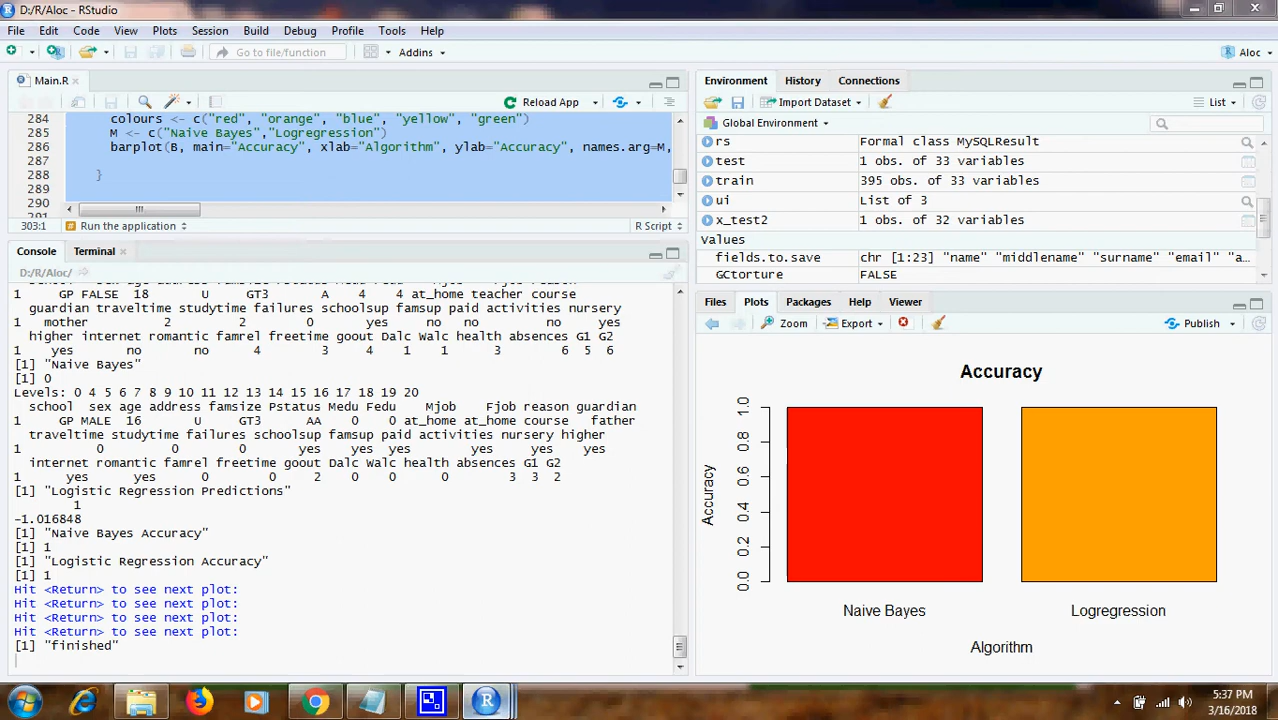 D:/R/Aloc - RStudio
File Edit Code View Plots Session Build Debug Profile Tools Help
Go to file/function Addins Aloc
Main.R
Reload App
284 colours <- c("red", "orange", "blue", "yellow", "green")
285 M <- c("Naive Bayes","Logregression")
286 barplot(B, main="Accuracy", xlab="Algorithm", ylab="Accuracy", names.arg=M,
287
288 }
289
303:1 Run the application R Script
Console Terminal
D:/R/Aloc/
1 GP FALSE 18 U GT3 A 4 4 at_home teacher course
guardian traveltime studytime failures schoolsup famsup paid activities nursery
1 mother 2 2 0 yes no no no yes
higher internet romantic famrel freetime goout Dalc Walc health absences G1 G2
1 yes no no 4 3 4 1 1 3 6 5 6
[1] "Naive Bayes"
[1] 0
Levels: 0 4 5 6 7 8 9 10 11 12 13 14 15 16 17 18 19 20
school sex age address famsize Pstatus Medu Fedu Mjob Fjob reason guardian
1 GP MALE 16 U GT3 AA 0 0 at_home at_home course father
traveltime studytime failures schoolsup famsup paid activities nursery higher
1 0 0 0 yes yes yes yes yes yes
internet romantic famrel freetime goout Dalc Walc health absences G1 G2
1 yes yes 0 0 2 0 0 0 3 3 2
[1] "Logistic Regression Predictions"
1
-1.016848
[1] "Naive Bayes Accuracy"
[1] 1
[1] "Logistic Regression Accuracy"
[1] 1
Hit <Return> to see next plot:
Hit <Return> to see next plot:
Hit <Return> to see next plot:
Hit <Return> to see next plot:
[1] "finished"
Environment History Connections
Import Dataset List
Global Environment
rs Formal class MySQLResult
test 1 obs. of 33 variables
train 395 obs. of 33 variables
ui List of 3
x_test2 1 obs. of 32 variables
Values
fields.to.save chr [1:23] "name" "middlename" "surname" "email" "a…
GCtorture FALSE
Files Plots Packages Help Viewer
Zoom Export Publish
Accuracy
Accuracy
0.0 0.2 0.4 0.6 0.8 1.0
Naive Bayes Logregression
Algorithm
5:37 PM
3/16/2018